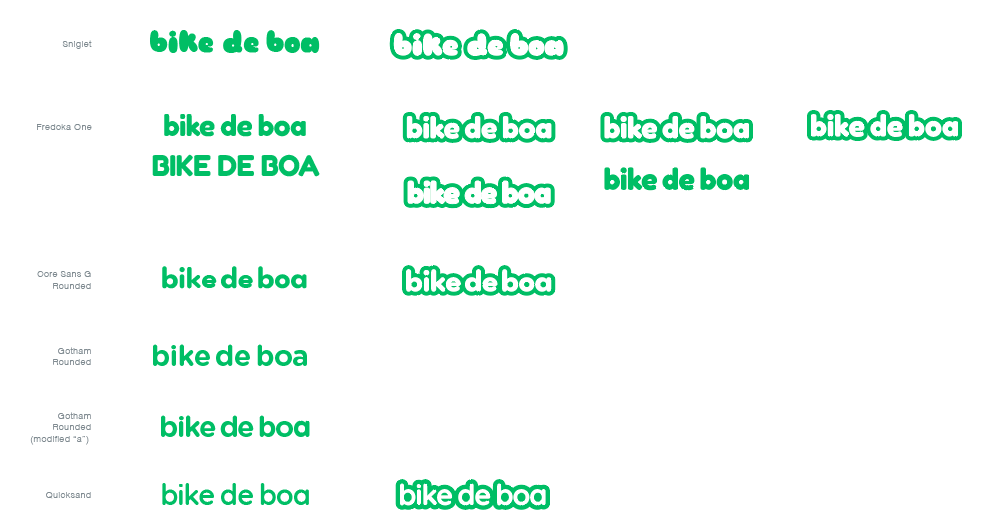 Sniglet bike de boa bike de boa
Fredoka One bike de boa bike de boa bike de boa bike de boa
BIKE DE BOA
bike de boa bike de boa
Core Sans G
Rounded
bike de boa bike de boa
Gotham
Rounded
bike de boa
Gotham
Rounded
(modified "a")
bike de boa
Quicksand bike de boa bike de boa